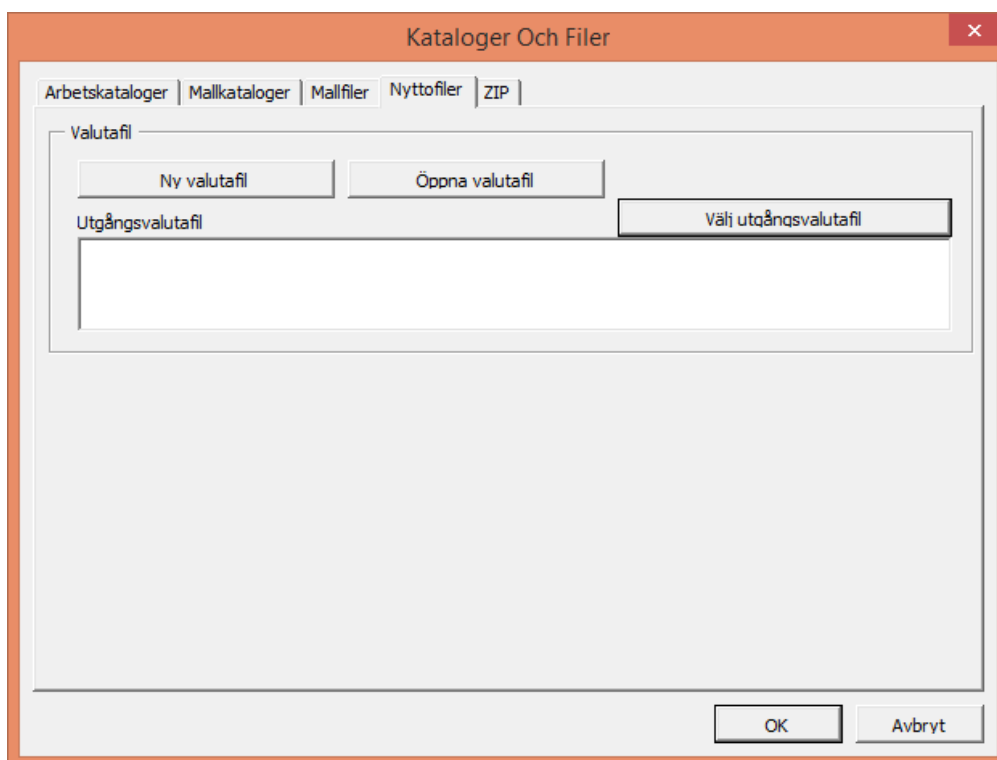 Kataloger Och Filer
Arbetskataloger Mallkataloger Mallfiler Nyttofiler ZIP
Valutafil
Ny valutafil Öppna valutafil
Utgångsvalutafil Välj utgångsvalutafil
OK Avbryt